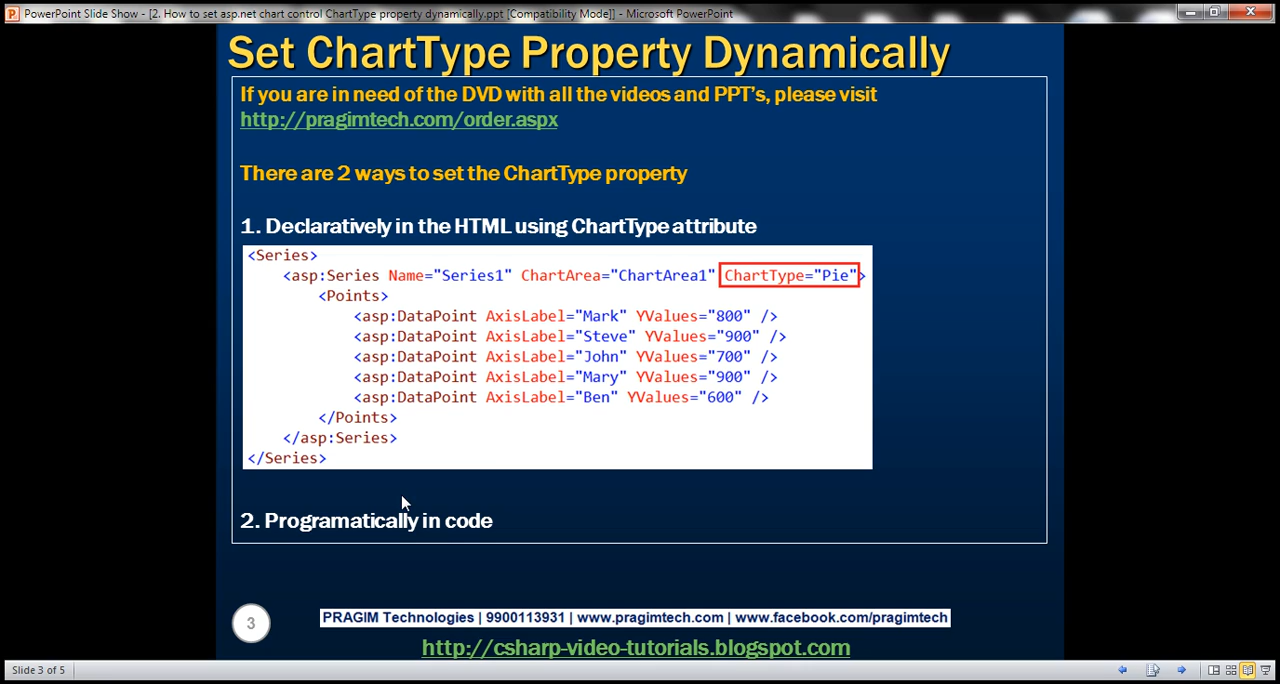 PowerPoint Slide Show - [2. How to set asp.net chart control ChartType property dynamically.ppt [Compatibility Mode]] - Microsoft PowerPoint
Set ChartType Property Dynamically
If you are in need of the DVD with all the videos and PPT's, please visit
http://pragimtech.com/order.aspx
There are 2 ways to set the ChartType property
1. Declaratively in the HTML using ChartType attribute
<Series>
<asp:Series Name="Series1" ChartArea="ChartArea1" ChartType="Pie">
<Points>
<asp:DataPoint AxisLabel="Mark" YValues="800" />
<asp:DataPoint AxisLabel="Steve" YValues="900" />
<asp:DataPoint AxisLabel="John" YValues="700" />
<asp:DataPoint AxisLabel="Mary" YValues="900" />
<asp:DataPoint AxisLabel="Ben" YValues="600" />
</Points>
</asp:Series>
</Series>
2. Programatically in code
3
PRAGIM Technologies | 9900113931 | www.pragimtech.com | www.facebook.com/pragimtech
http://csharp-video-tutorials.blogspot.com
Slide 3 of 5